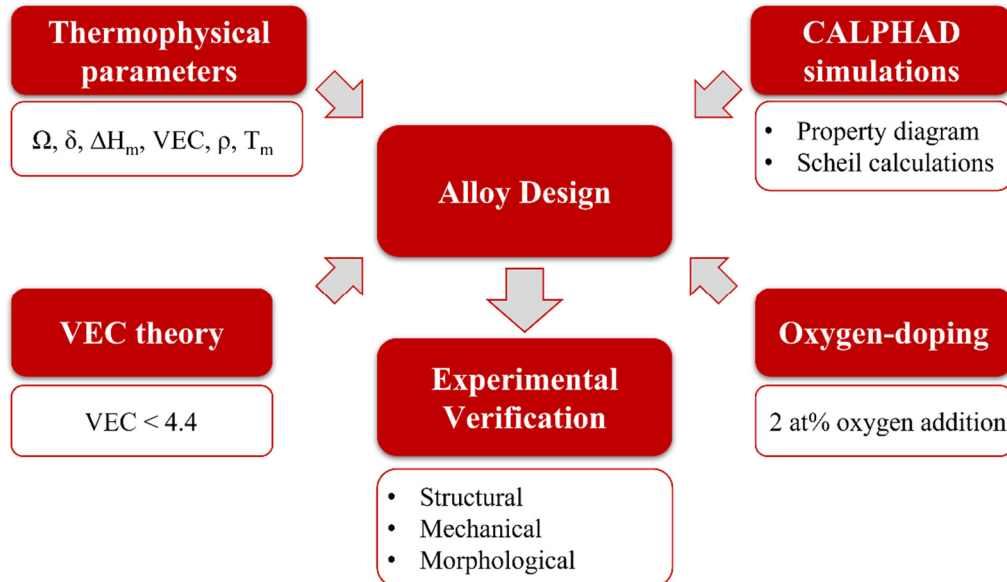 Thermophysical
parameters
Ω, δ, ΔHₘ, VEC, ρ, Tₘ
CALPHAD
simulations
• Property diagram
• Scheil calculations
Alloy Design
VEC theory
VEC < 4.4
Oxygen-doping
2 at% oxygen addition
Experimental
Verification
• Structural
• Mechanical
• Morphological